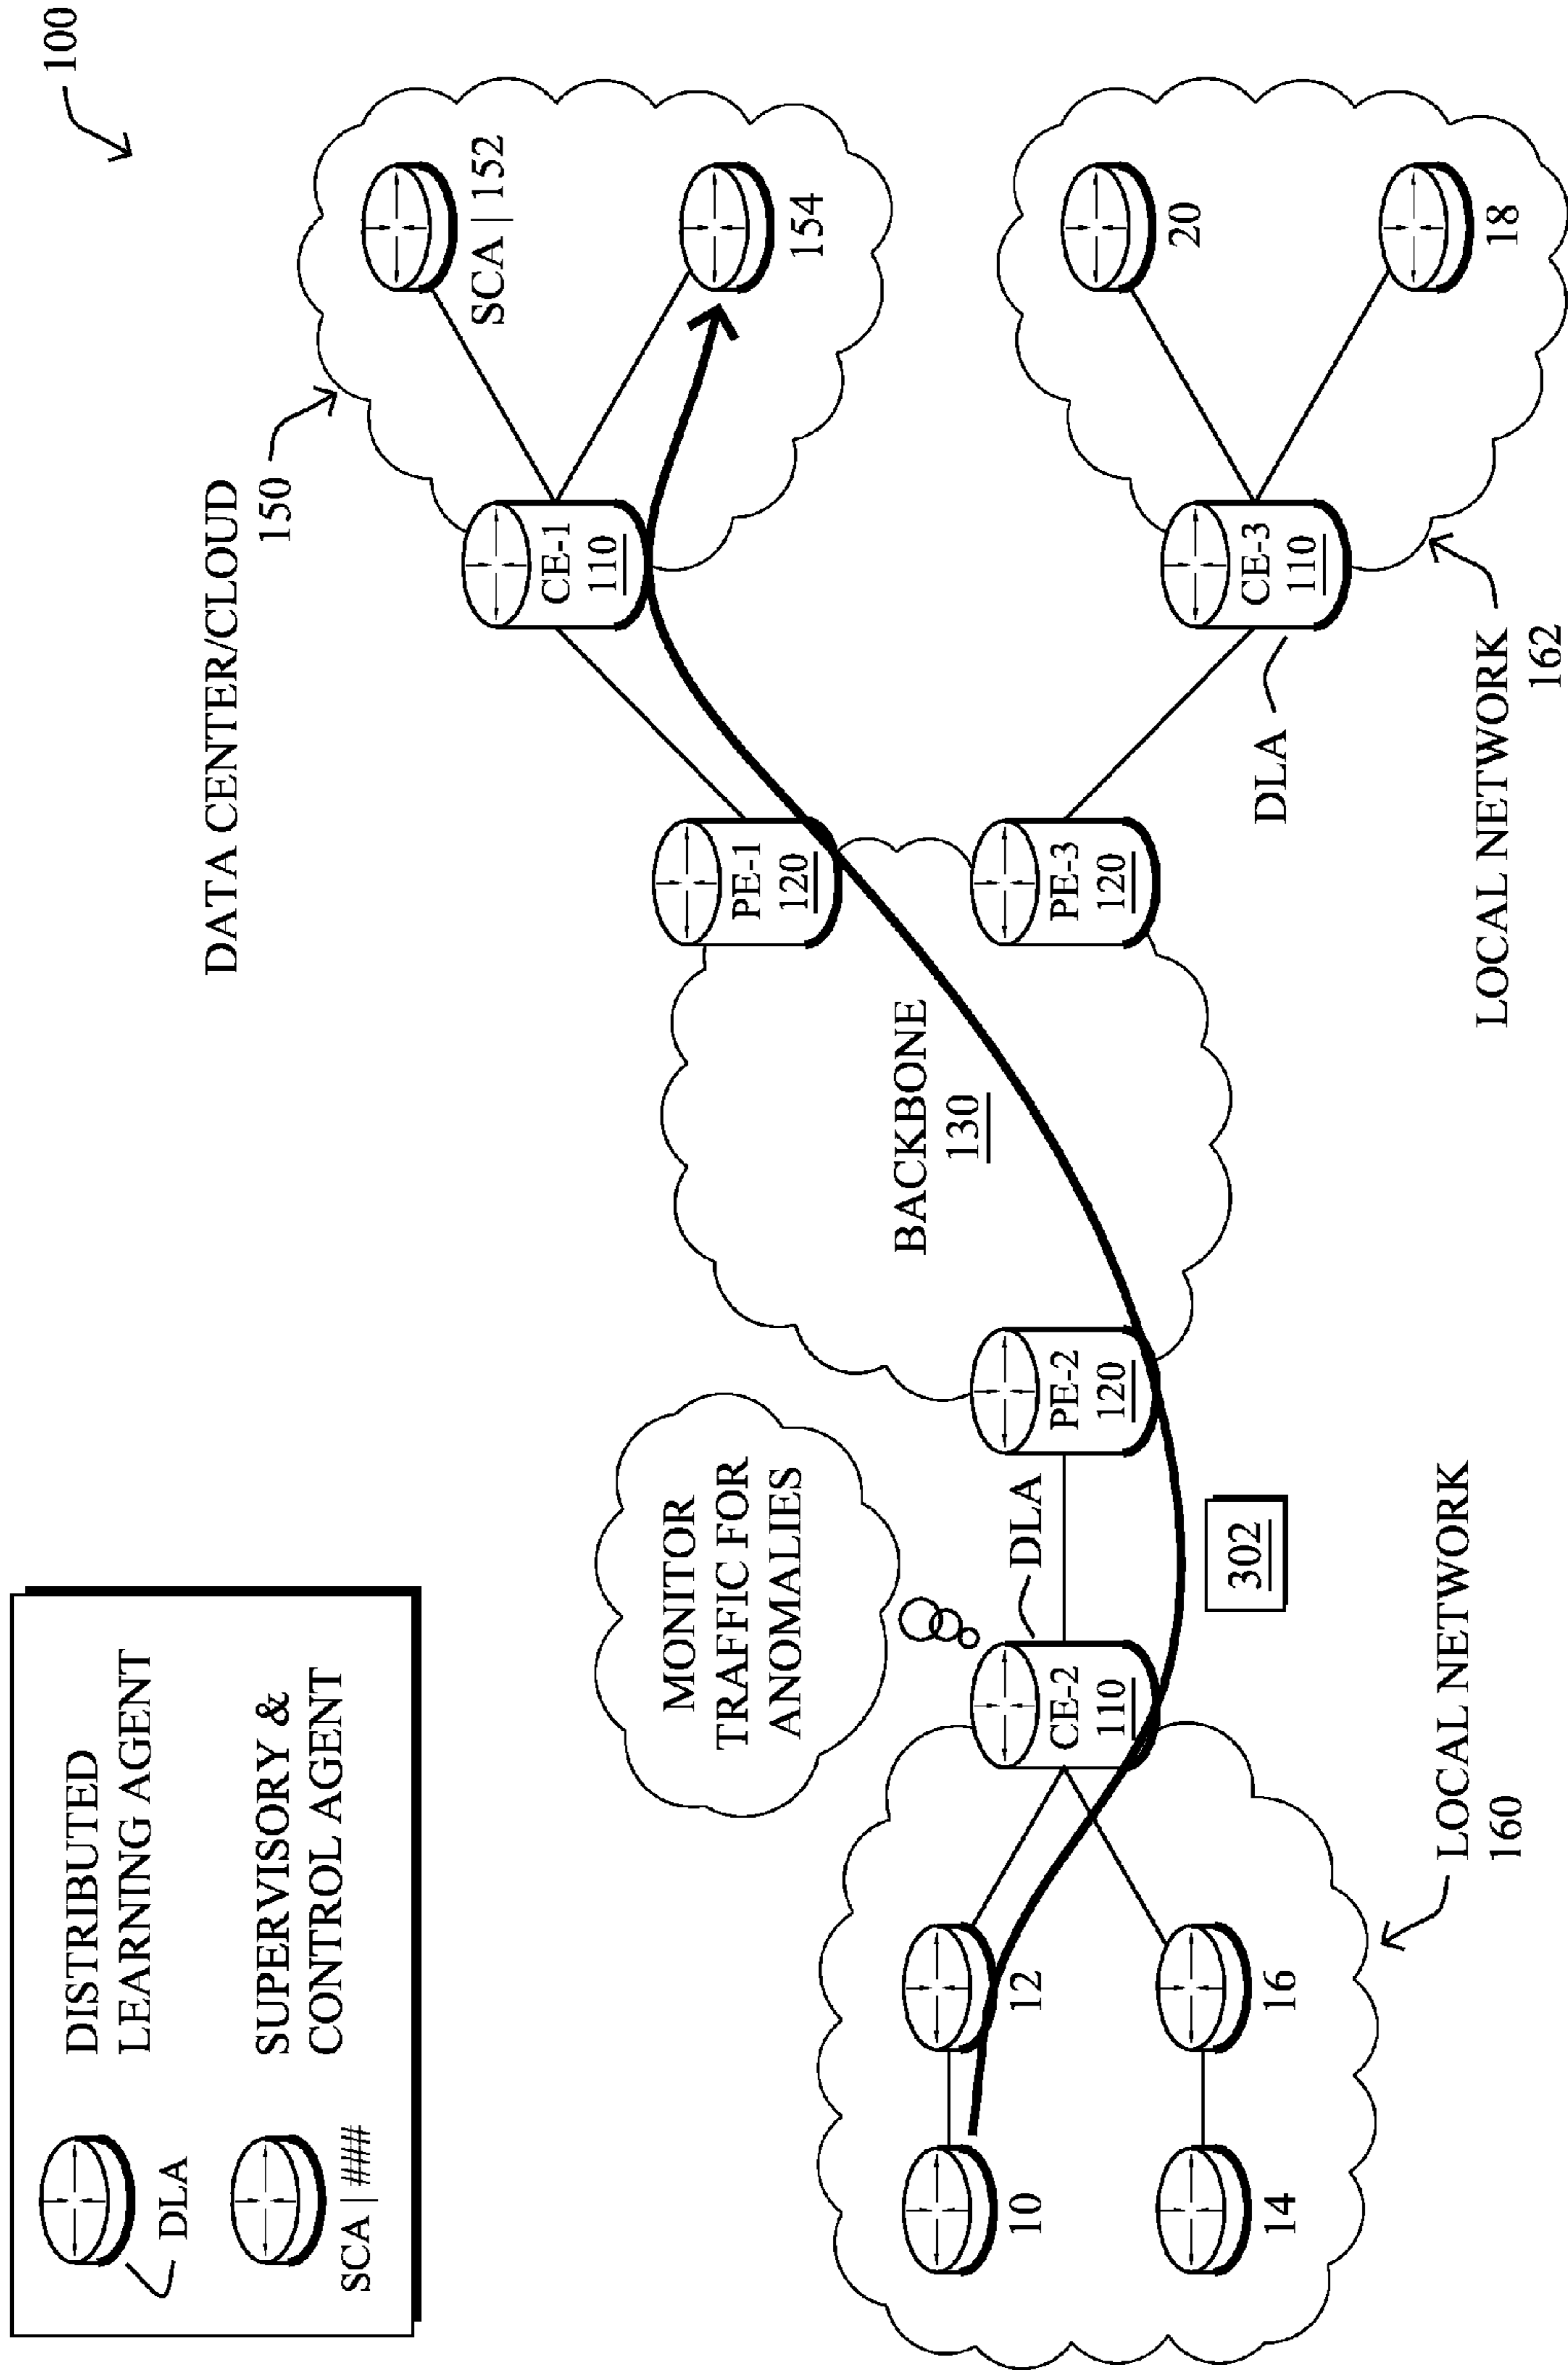 100
DISTRIBUTED
LEARNING AGENT
DLA
SUPERVISORY &
CONTROL AGENT
SCA | ###
DATA CENTER/CLOUD
150
SCA | 152
154
CE-1
110
PE-1
120
MONITOR
TRAFFIC FOR
ANOMALIES
BACKBONE
130
10
12
14
16
CE-2
110
DLA
PE-2
120
302
PE-3
120
CE-3
110
DLA
20
18
LOCAL NETWORK
160
LOCAL NETWORK
162